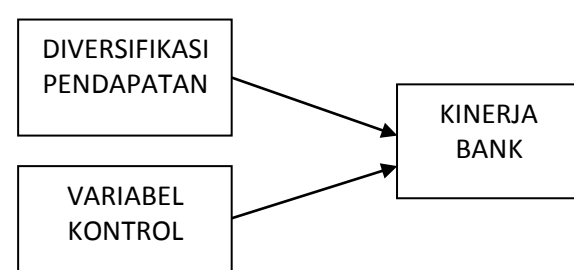 DIVERSIFIKASI
PENDAPATAN
KINERJA
BANK
VARIABEL
KONTROL